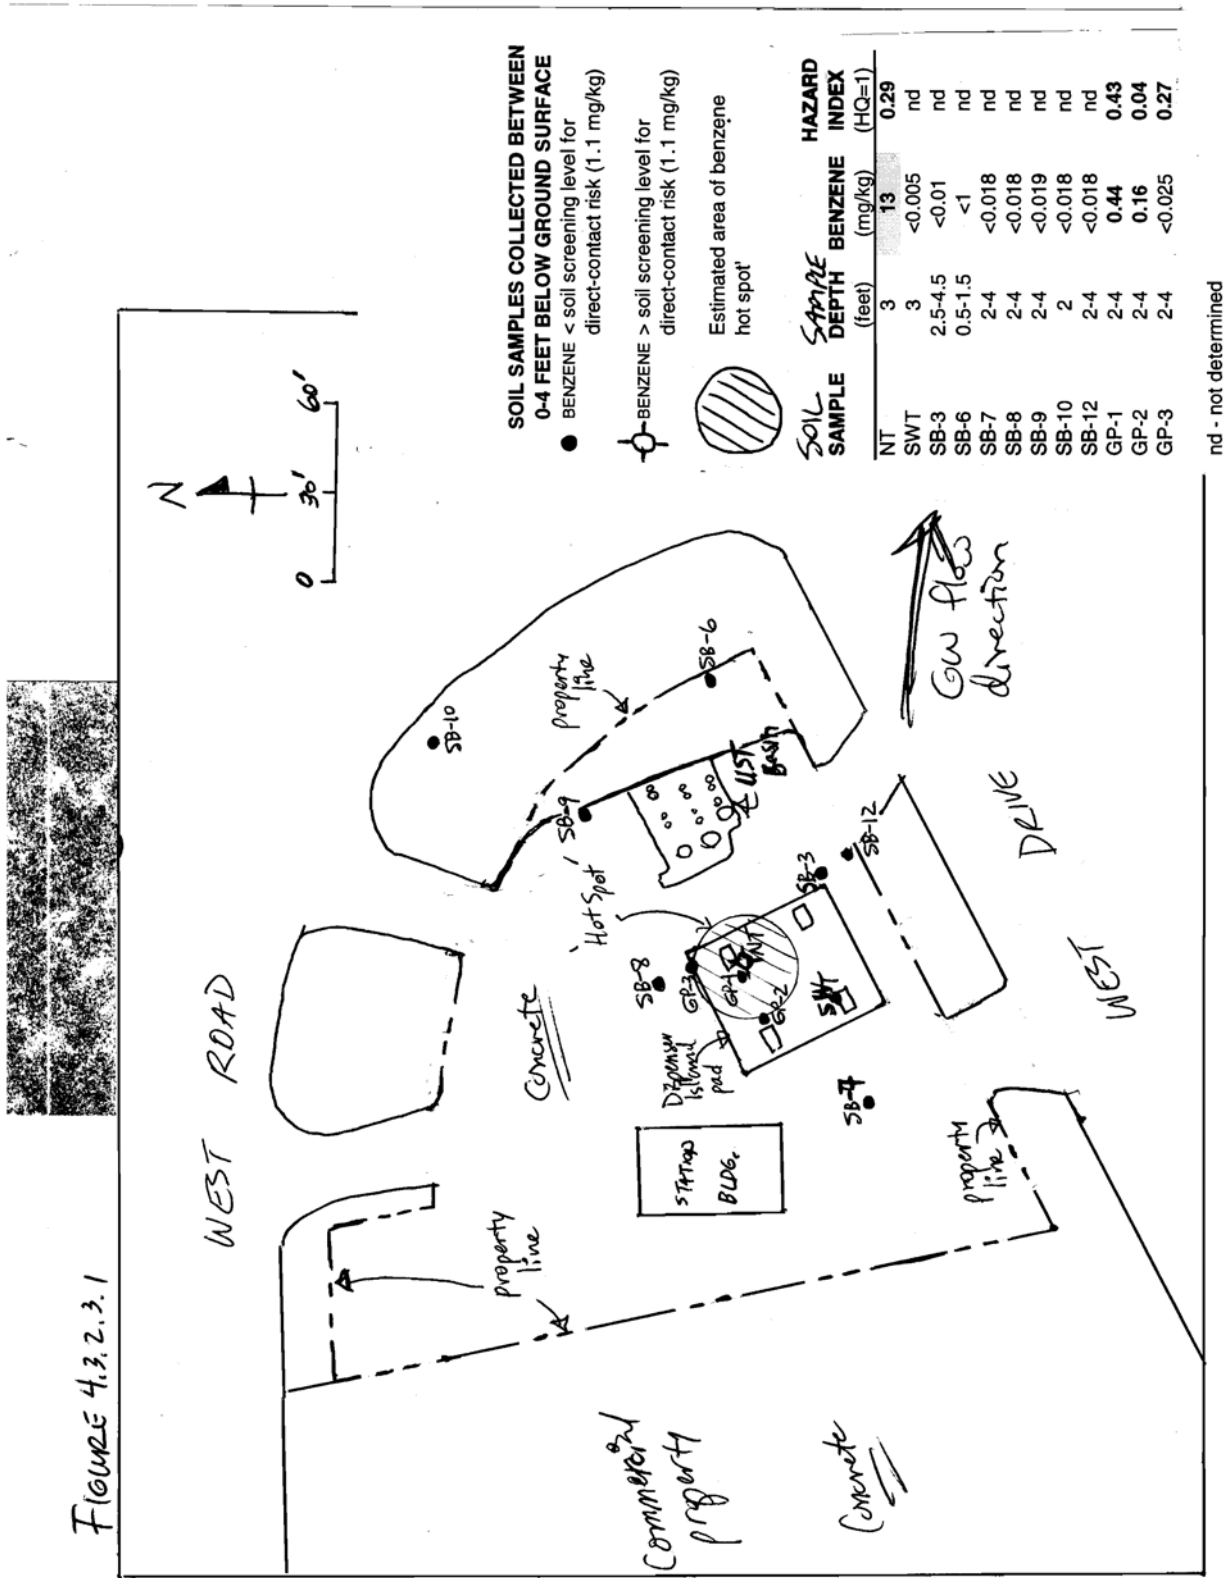 FIGURE 4.3.2.3.1
WEST ROAD
N
0 30' 60'
SB-10
property
line
SB-9
SB-6
'Hot Spot'
UST
Basin
Concrete
SB-8
GP-3
GP-1
NT
GP-2
SWT
SB-3
SB-12
Dispenser
Island
pad
STATION
BLDG.
SB-7
property
line
property
line
Commercial
property
Concrete
WEST DRIVE
GW flow
direction
SOIL SAMPLES COLLECTED BETWEEN
0-4 FEET BELOW GROUND SURFACE
BENZENE < soil screening level for
direct-contact risk (1.1 mg/kg)
BENZENE > soil screening level for
direct-contact risk (1.1 mg/kg)
Estimated area of benzene
hot spot'
SOIL SAMPLE HAZARD
SAMPLE DEPTH BENZENE INDEX
(feet) (mg/kg) (HQ=1)
NT 3 13 0.29
SWT 3 <0.005 nd
SB-3 2.5-4.5 <0.01 nd
SB-6 0.5-1.5 <1 nd
SB-7 2-4 <0.018 nd
SB-8 2-4 <0.018 nd
SB-9 2-4 <0.019 nd
SB-10 2 <0.018 nd
SB-12 2-4 <0.018 nd
GP-1 2-4 0.44 0.43
GP-2 2-4 0.16 0.04
GP-3 2-4 <0.025 0.27
nd - not determined